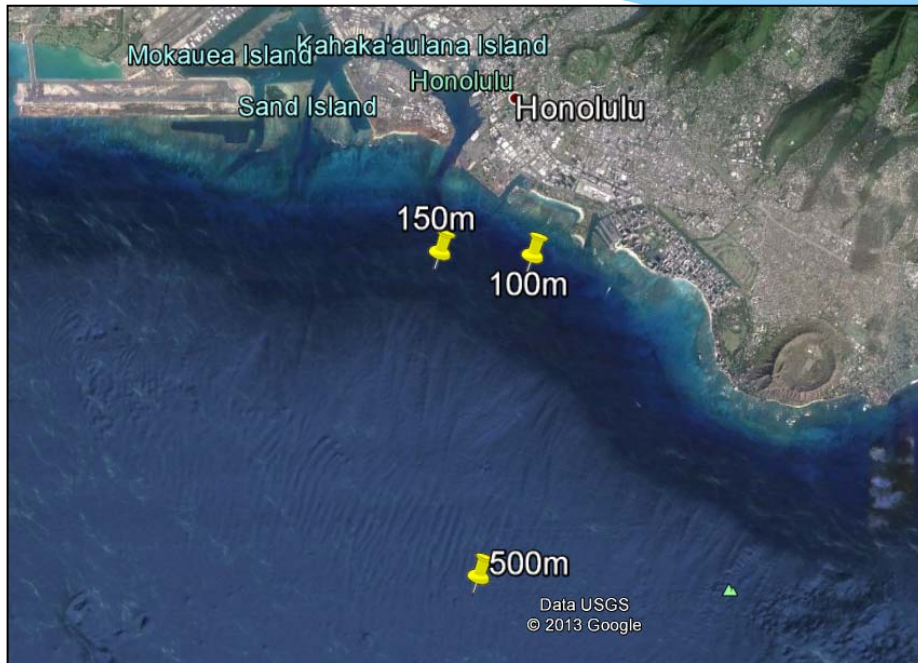 Mokauea Island
Kahaka'aulana Island
Honolulu
Sand Island
Honolulu
150m
100m
500m
Data USGS
© 2013 Google